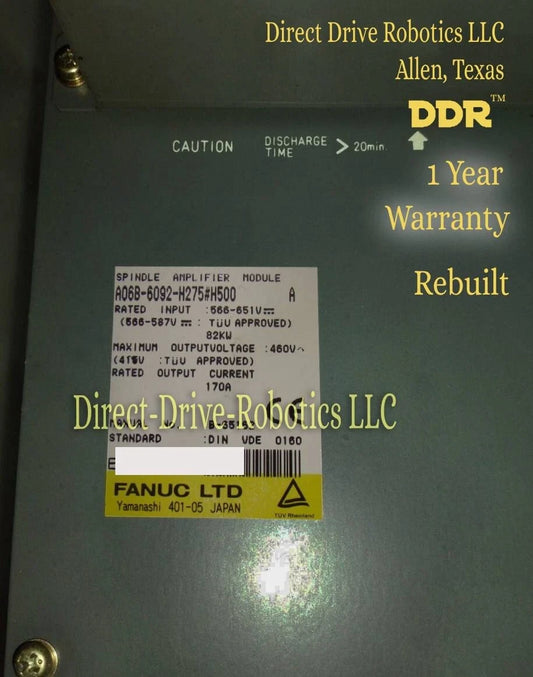 Direct Drive Robotics LLC
Allen, Texas
DDR™
CAUTION DISCHARGE TIME > 20min.
1 Year
Warranty
Rebuilt
SPINDLE AMPLIFIER MODULE
A06B-6092-H275#H500 A
RATED INPUT :566-651V
(566-587V : TÜV APPROVED)
82KW
MAXIMUM OUTPUTVOLTAGE :460V~
(415V :TÜV APPROVED)
RATED OUTPUT CURRENT
170A
Direct-Drive-Robotics LLC
CE
MANUAL NO.
STANDARD :DIN VDE 0160
FANUC LTD
Yamanashi 401-05 JAPAN
TÜV Rheinland